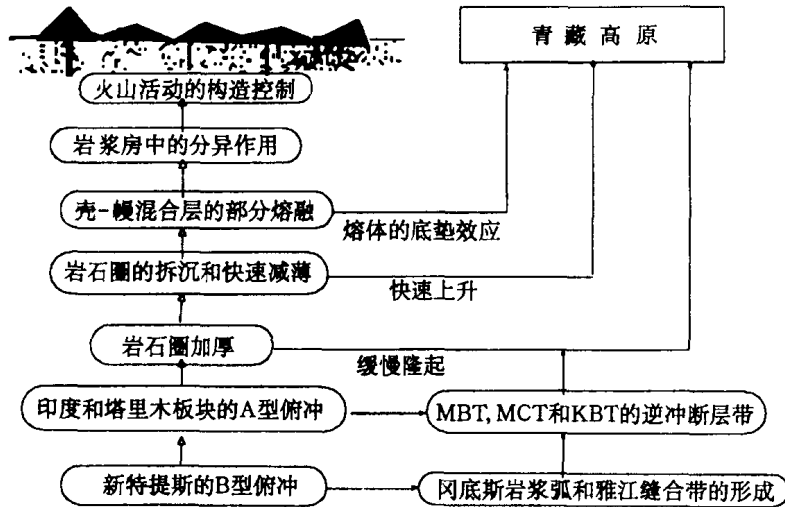 青藏高原
火山活动的构造控制
岩浆房中的分异作用
壳-幔混合层的部分熔融
熔体的底垫效应
岩石圈的拆沉和快速减薄
快速上升
岩石圈加厚
缓慢隆起
印度和塔里木板块的A型俯冲
MBT, MCT和KBT的逆冲断层带
新特提斯的B型俯冲
冈底斯岩浆弧和雅江缝合带的形成